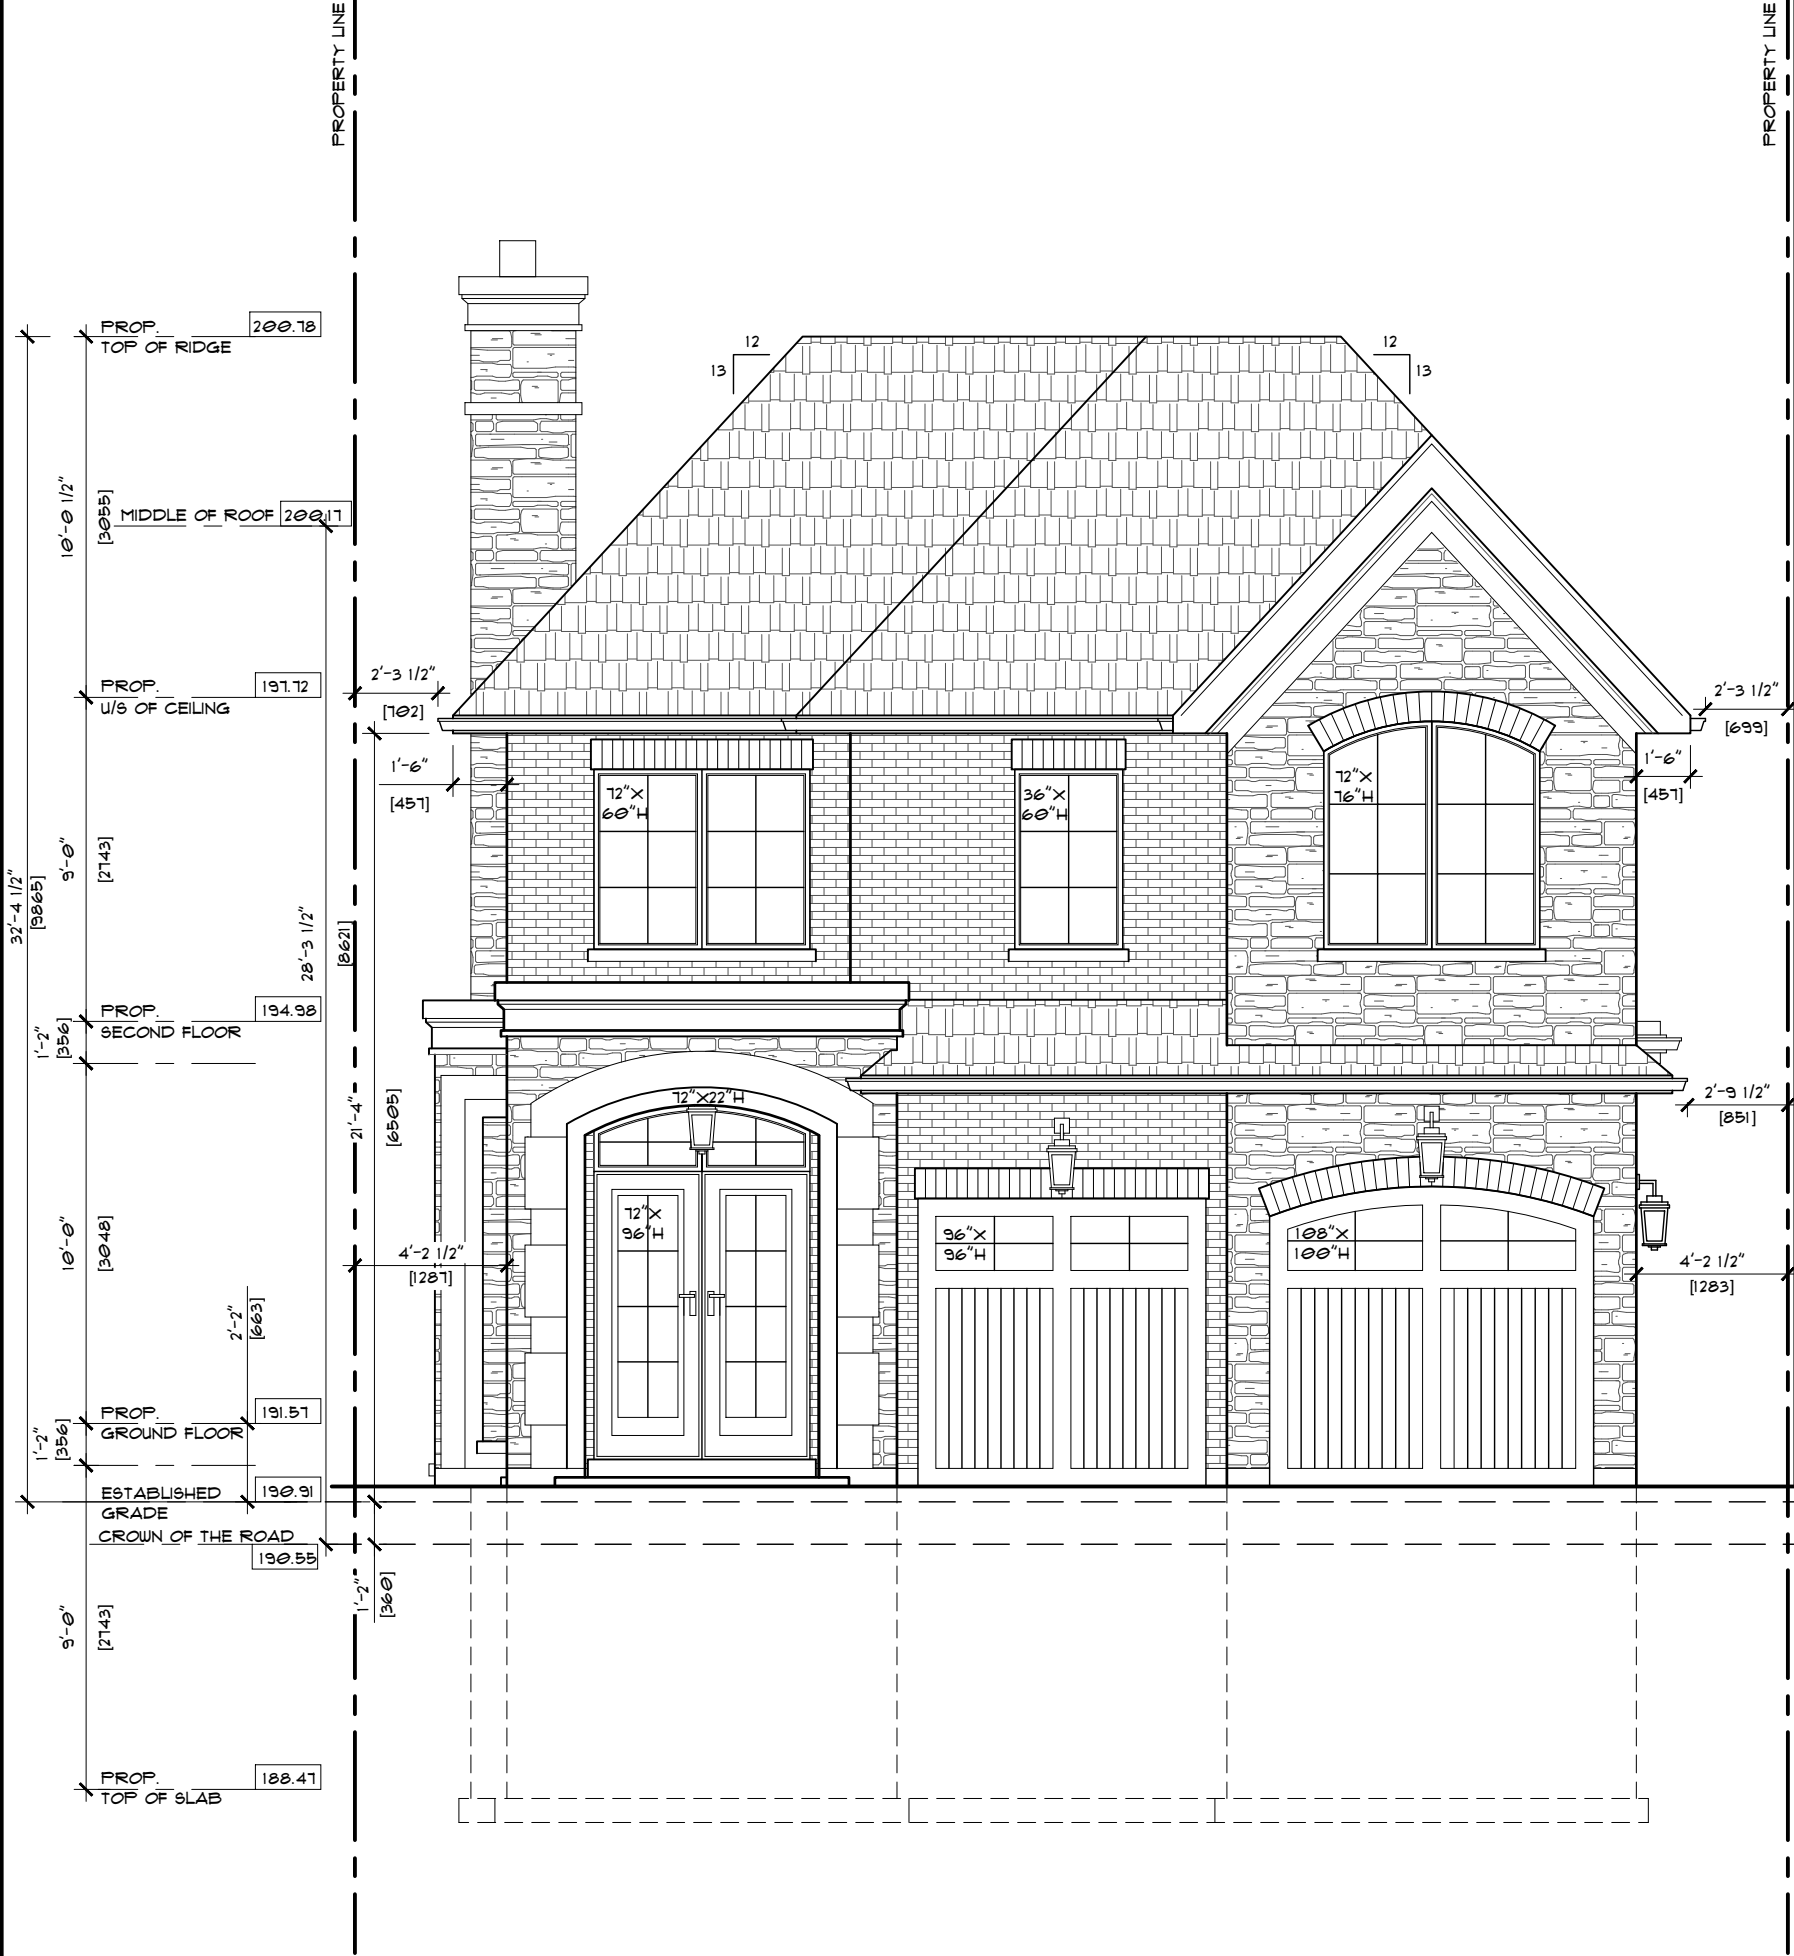 PROPERTY LINE
PROPERTY LINE
PROP.
200.78
TOP OF RIDGE
12
13
12
13
10'-0 1/2"
[3055]
MIDDLE OF ROOF
200.17
PROP.
197.72
U/S OF CEILING
2'-3 1/2"
[702]
2'-3 1/2"
[699]
1'-6"
[457]
1'-6"
[457]
72"X
60"H
36"X
60"H
72"X
76"H
9'-0"
[2743]
32'-4 1/2"
[9865]
28'-3 1/2"
[8621]
PROP.
194.98
SECOND FLOOR
1'-2"
[356]
21'-4"
[6505]
72"X22"H
2'-9 1/2"
[851]
10'-0"
[3048]
72"X
96"H
96"X
96"H
108"X
100"H
4'-2 1/2"
[1287]
4'-2 1/2"
[1283]
2'-2"
[663]
PROP.
191.57
GROUND FLOOR
1'-2"
[356]
ESTABLISHED
190.91
GRADE
CROWN OF THE ROAD
190.55
1'-2"
[360]
9'-0"
[2743]
PROP.
188.47
TOP OF SLAB